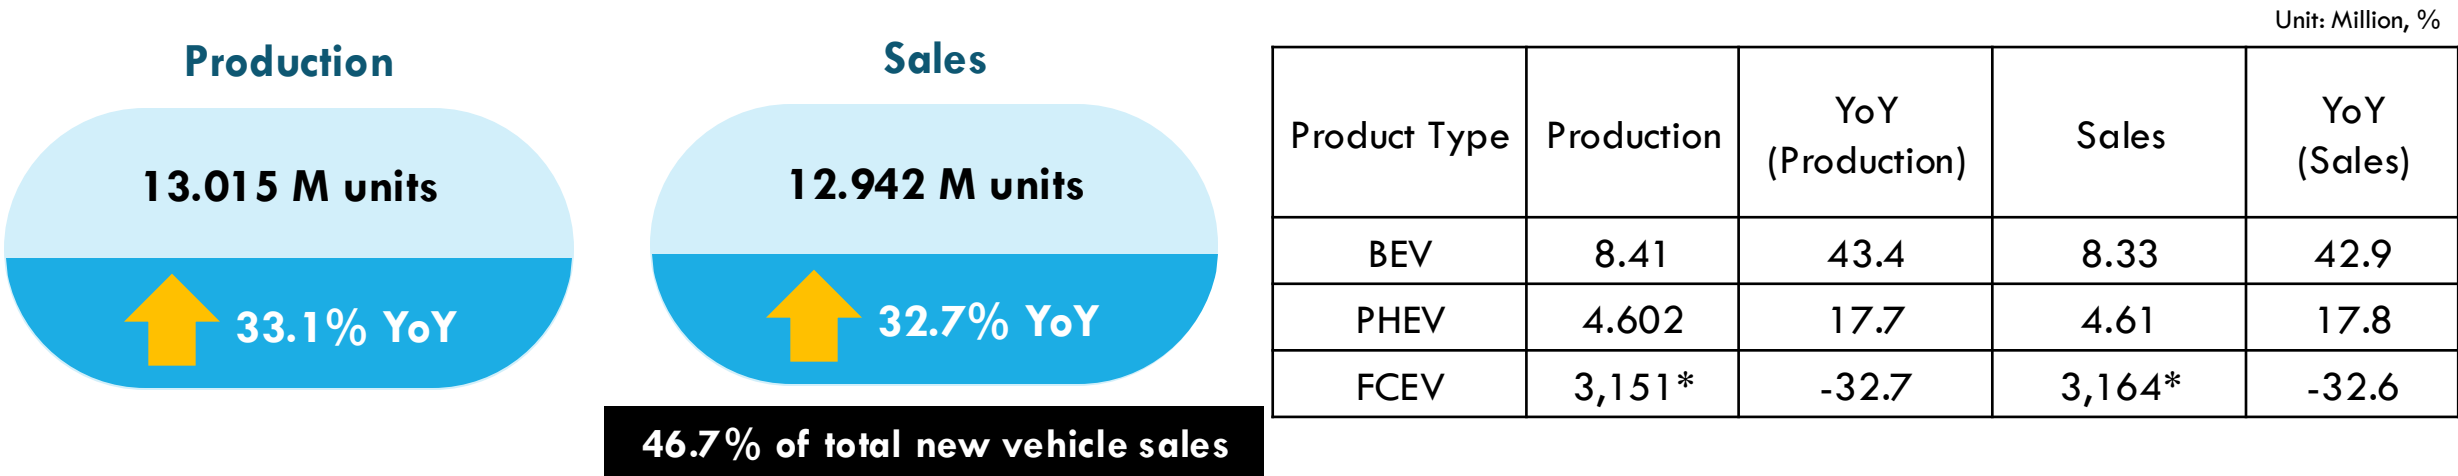 Production
13.015 M units
33.1% YoY
Sales
12.942 M units
32.7% YoY
46.7% of total new vehicle sales
Unit: Million, %
Product Type Production YoY (Production) Sales YoY (Sales)
BEV 8.41 43.4 8.33 42.9
PHEV 4.602 17.7 4.61 17.8
FCEV 3,151* -32.7 3,164* -32.6